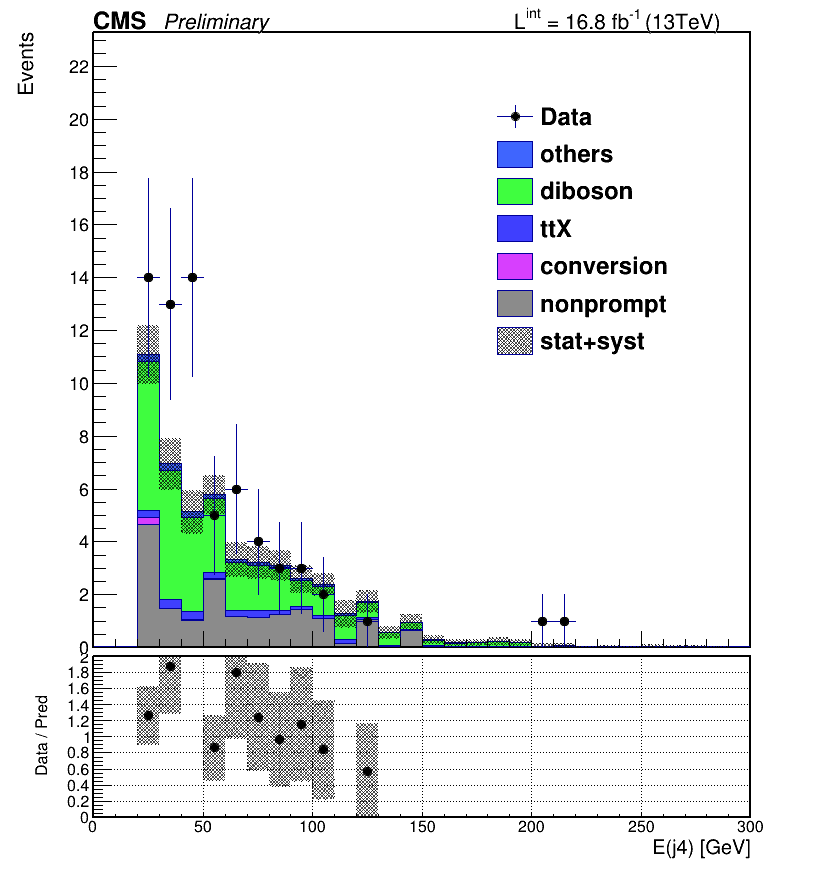 CMS Preliminary L^int = 16.8 fb^-1 (13TeV)
Events
22
20
18
16
14
12
10
8
6
4
2
0
Data
others
diboson
ttX
conversion
nonprompt
stat+syst
Data / Pred
2
1.8
1.6
1.4
1.2
1
0.8
0.6
0.4
0.2
0
0 50 100 150 200 250 300
E(j4) [GeV]